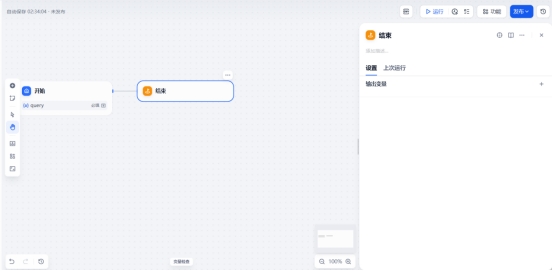 自动保存 02:34:04 · 未发布
运行
功能
发布
结束
添加描述...
设置 上次运行
输出变量
开始
结束
{x} query
必填
变量检查
100%